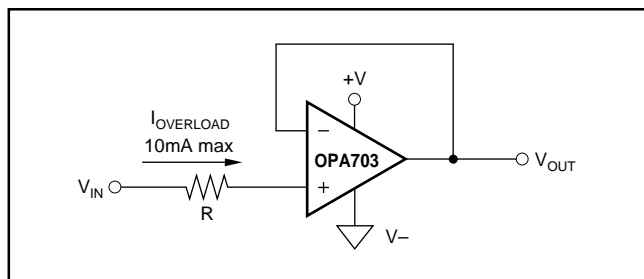 +V
I_OVERLOAD
10mA max
−
OPA703
V_OUT
V_IN
+
R
V–